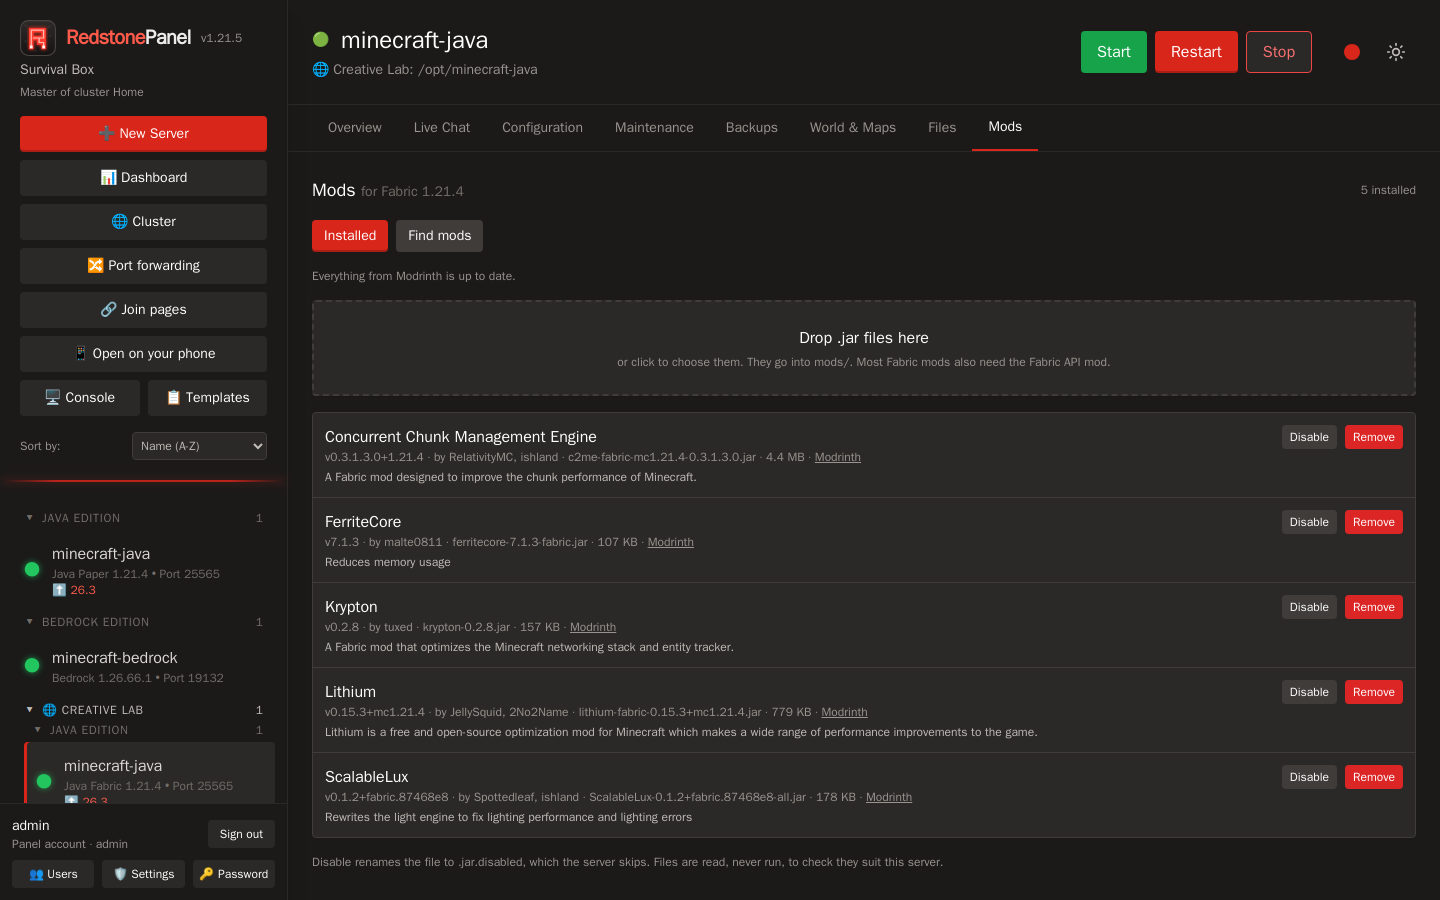 RedstonePanel v1.21.5
Survival Box
Master of cluster Home
➕ New Server
📊 Dashboard
🌐 Cluster
🔀 Port forwarding
🔗 Join pages
📱 Open on your phone
🖥️ Console
📋 Templates
Sort by:
Name (A-Z)
▼ JAVA EDITION 1
minecraft-java
Java Paper 1.21.4 • Port 25565
⬆️ 26.3
▼ BEDROCK EDITION 1
minecraft-bedrock
Bedrock 1.26.66.1 • Port 19132
▼ 🌐 CREATIVE LAB 1
▼ JAVA EDITION 1
minecraft-java
Java Fabric 1.21.4 • Port 25565
⬆️ 26.3
admin
Panel account · admin
Sign out
👥 Users
🛡️ Settings
🔑 Password
minecraft-java
🌐 Creative Lab: /opt/minecraft-java
Start
Restart
Stop
Overview
Live Chat
Configuration
Maintenance
Backups
World & Maps
Files
Mods
Mods for Fabric 1.21.4
5 installed
Installed
Find mods
Everything from Modrinth is up to date.
Drop .jar files here
or click to choose them. They go into mods/. Most Fabric mods also need the Fabric API mod.
Concurrent Chunk Management Engine
v0.3.1.3.0+1.21.4 · by RelativityMC, ishland · c2me-fabric-mc1.21.4-0.3.1.3.0.jar · 4.4 MB · Modrinth
A Fabric mod designed to improve the chunk performance of Minecraft.
Disable
Remove
FerriteCore
v7.1.3 · by malte0811 · ferritecore-7.1.3-fabric.jar · 107 KB · Modrinth
Reduces memory usage
Disable
Remove
Krypton
v0.2.8 · by tuxed · krypton-0.2.8.jar · 157 KB · Modrinth
A Fabric mod that optimizes the Minecraft networking stack and entity tracker.
Disable
Remove
Lithium
v0.15.3+mc1.21.4 · by JellySquid, 2No2Name · lithium-fabric-0.15.3+mc1.21.4.jar · 779 KB · Modrinth
Lithium is a free and open-source optimization mod for Minecraft which makes a wide range of performance improvements to the game.
Disable
Remove
ScalableLux
v0.1.2+fabric.87468e8 · by Spottedleaf, ishland · ScalableLux-0.1.2+fabric.87468e8-all.jar · 178 KB · Modrinth
Rewrites the light engine to fix lighting performance and lighting errors
Disable
Remove
Disable renames the file to .jar.disabled, which the server skips. Files are read, never run, to check they suit this server.